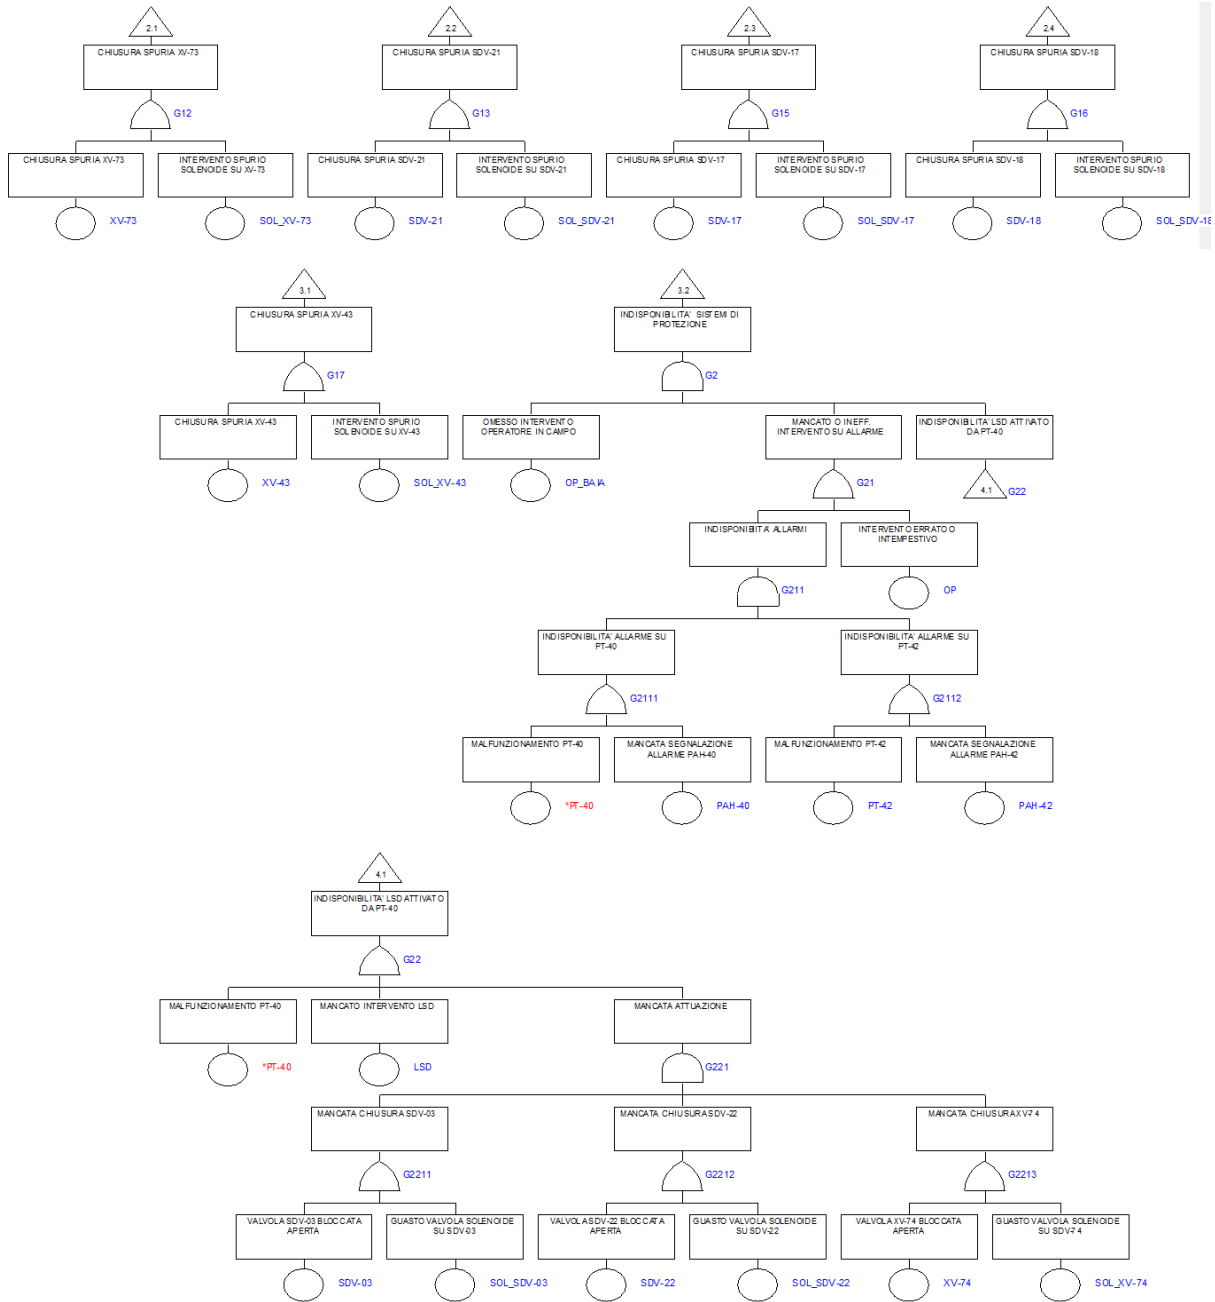 2.1
2.2
2.3
2.4
CHIUSURA SPURIA XV-73
CHIUSURA SPURIA SDV-21
CHIUSURA SPURIA SDV-17
CHIUSURA SPURIA SDV-18
G12
G13
G15
G16
CHIUSURA SPURIA XV-73
INTERVENTO SPURIO
SOLENOIDE SU XV-73
CHIUSURA SPURIA SDV-21
INTERVENTO SPURIO
SOLENOIDE SU SDV-21
CHIUSURA SPURIA SDV-17
INTERVENTO SPURIO
SOLENOIDE SU SDV-17
CHIUSURA SPURIA SDV-18
INTERVENTO SPURIO
SOLENOIDE SU SDV-18
XV-73
SOL_XV-73
SDV-21
SOL_SDV-21
SDV-17
SOL_SDV-17
SDV-18
SOL_SDV-18
3.1
3.2
CHIUSURA SPURIA XV-43
INDISPONIBILITA' SISTEMI DI
PROTEZIONE
G17
G2
CHIUSURA SPURIA XV-43
INTERVENTO SPURIO
SOLENOIDE SU XV-43
OMESSO INTERVENTO
OPERATORE IN CAMPO
MANCATO O INEFF.
INTERVENTO SU ALLARME
INDISPONIBILITA' LSD ATTIVATO
DA PT-40
XV-43
SOL_XV-43
OP_BAIA
G21
4.1
G22
INDISPONIBITA' ALLARMI
INTERVENTO ERRATO O
INTEMPESTIVO
G211
OP
INDISPONIBILITA' ALLARME SU
PT-40
INDISPONIBILITA' ALLARME SU
PT-42
G2111
G2112
MALFUNZIONAMENTO PT-40
MANCATA SEGNALAZIONE
ALLARME PAH-40
MALFUNZIONAMENTO PT-42
MANCATA SEGNALAZIONE
ALLARME PAH-42
*PT-40
PAH-40
PT-42
PAH-42
4.1
INDISPONIBILITA' LSD ATTIVATO
DA PT-40
G22
MALFUNZIONAMENTO PT-40
MANCATO INTERVENTO LSD
MANCATA ATTUAZIONE
*PT-40
LSD
G221
MANCATA CHIUSURA SDV-03
MANCATA CHIUSURA SDV-22
MANCATA CHIUSURA XV-74
G2211
G2212
G2213
VALVOLA SDV-03 BLOCCATA
APERTA
GUASTO VALVOLA SOLENOIDE
SU SDV-03
VALVOLA SDV-22 BLOCCATA
APERTA
GUASTO VALVOLA SOLENOIDE
SU SDV-22
VALVOLA XV-74 BLOCCATA
APERTA
GUASTO VALVOLA SOLENOIDE
SU SDV-74
SDV-03
SOL_SDV-03
SDV-22
SOL_SDV-22
XV-74
SOL_XV-74